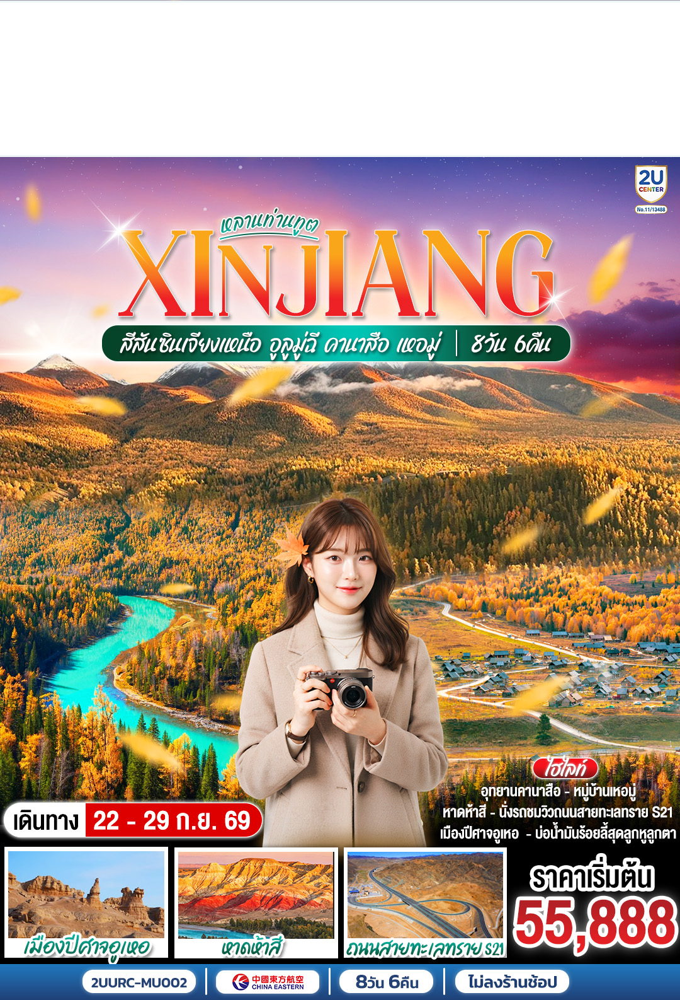 2U
CENTER
No.11/13488
หลานท่านทูต
XINJIANG
สีสันซินเจียงเหนือ อูลูมู่ฉี คานาสือ เหอมู่ | 8วัน 6คืน
ไฮไลท์
อุทยานคานาสือ - หมู่บ้านเหอมู่
หาดห้าสี - นั่งรถชมวิวถนนสายทะเลทราย S21
เมืองปีศาจอูเหอ - บ่อน้ำมันร้อยลี้สุดลูกหูลูกตา
เดินทาง 22 - 29 ก.ย. 69
เมืองปีศาจอูเหอ
หาดห้าสี
ถนนสายทะเลทราย S21
ราคาเริ่มต้น
55,888
2UURC-MU002
中國東方航空
CHINA EASTERN
8วัน 6คืน
ไม่ลงร้านช้อป